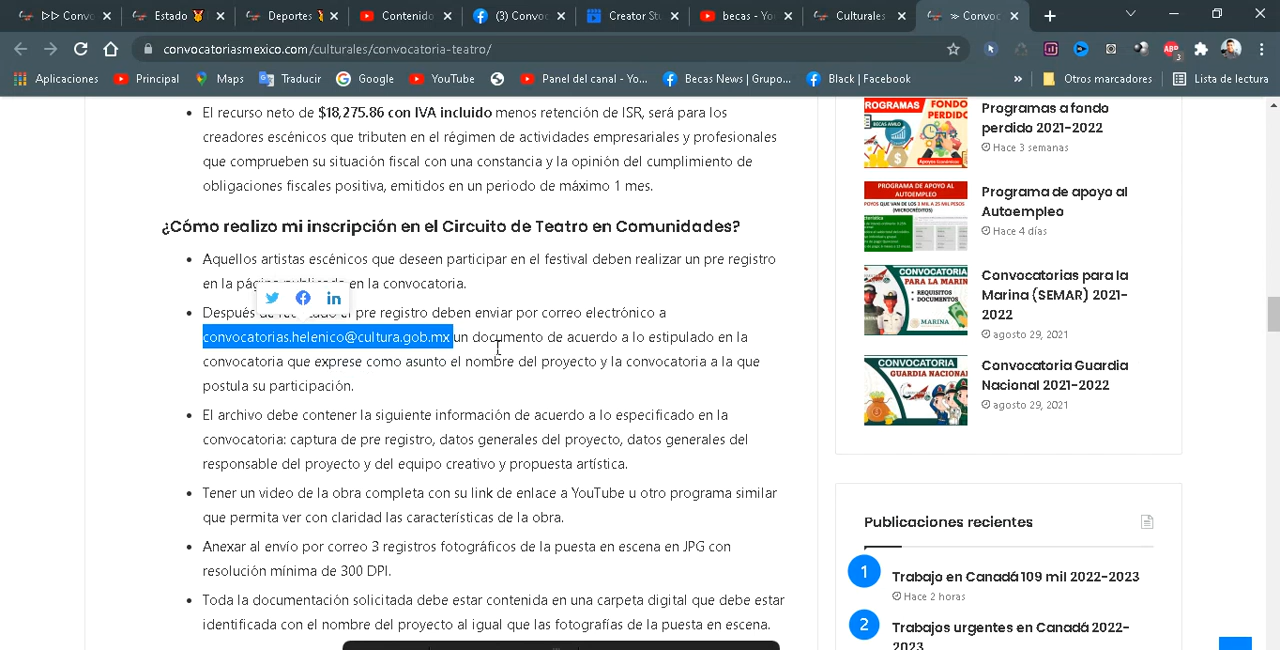 ▷▷ Convo
Estado 🏅
Deportes
Contenido
(3) Convoc
Creator Stu
becas - Yo
Culturales
≫ Convoc
convocatoriasmexico.com/culturales/convocatoria-teatro/
ABP
3
Aplicaciones
Principal
Maps
Traducir
Google
YouTube
Panel del canal - Yo...
Becas News | Grupo...
Black | Facebook
»
Otros marcadores
Lista de lectura
• El recurso neto de $18,275.86 con IVA incluido menos retención de ISR, será para los
creativos escénicos que tributen en el régimen de actividades empresariales y profesionales
que comprueben su situación fiscal con una constancia y la opinión del cumplimiento de
obligaciones fiscales positiva, emitidos en un periodo de máximo 1 mes.
¿Cómo realizo mi inscripción en el Circuito de Teatro en Comunidades?
• Aquellos artistas escénicos que deseen participar en el festival deben realizar un pre registro
en la página publicada en la convocatoria.
• Después de realizado el pre registro deben enviar por correo electrónico a
convocatorias.helenico@cultura.gob.mx un documento de acuerdo a lo estipulado en la
convocatoria que exprese como asunto el nombre del proyecto y la convocatoria a la que
postula su participación.
• El archivo debe contener la siguiente información de acuerdo a lo especificado en la
convocatoria: captura de pre registro, datos generales del proyecto, datos generales del
responsable del proyecto y del equipo creativo y propuesta artística.
• Tener un video de la obra completa con su link de enlace a YouTube u otro programa similar
que permita ver con claridad las características de la obra.
• Anexar al envío por correo 3 registros fotográficos de la puesta en escena en JPG con
resolución mínima de 300 DPI.
• Toda la documentación solicitada debe estar contenida en una carpeta digital que debe estar
identificada con el nombre del proyecto al igual que las fotografías de la puesta en escena.
PROGRAMAS FONDO
PERDIDO
Programas a fondo
perdido 2021-2022
Hace 3 semanas
PROGRAMA DE APOYO AL
AUTOEMPLEO
Programa de apoyo al
Autoempleo
Hace 4 días
CONVOCATORIA
PARA LA MARINA
• REQUISITOS
• DOCUMENTOS
MARINA
Convocatorias para la
Marina (SEMAR) 2021-
2022
agosto 29, 2021
CONVOCATORIA
GUARDIA NACIONAL
Convocatoria Guardia
Nacional 2021-2022
agosto 29, 2021
Publicaciones recientes
1
Trabajo en Canadá 109 mil 2022-2023
Hace 2 horas
2
Trabajos urgentes en Canadá 2022-
2023